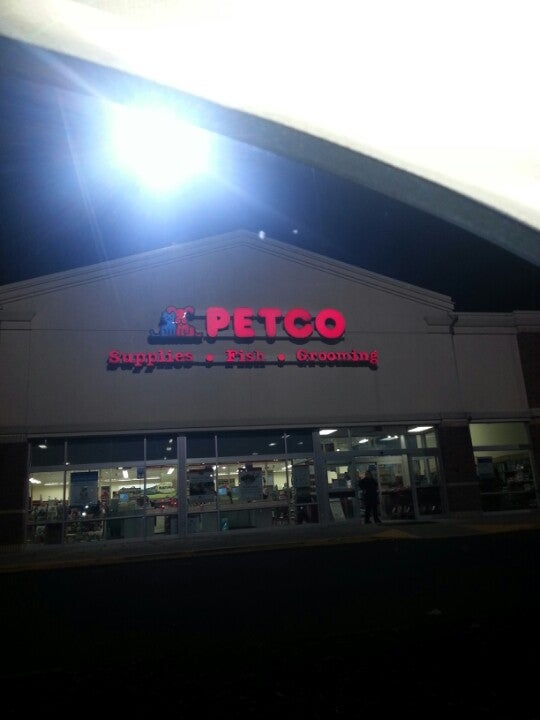 PETCO
Supplies • Fish • Grooming